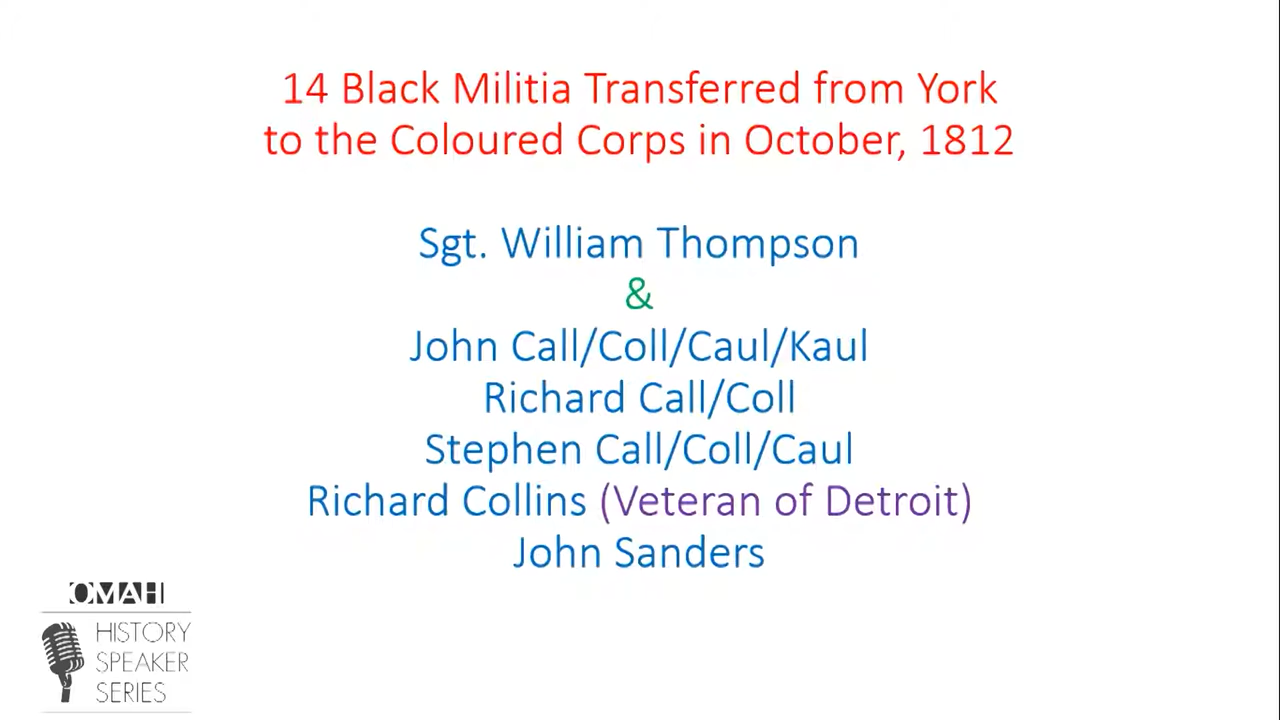 14 Black Militia Transferred from York
to the Coloured Corps in October, 1812
Sgt. William Thompson
&
John Call/Coll/Caul/Kaul
Richard Call/Coll
Stephen Call/Coll/Caul
Richard Collins (Veteran of Detroit)
John Sanders
OMAH
HISTORY
SPEAKER
SERIES